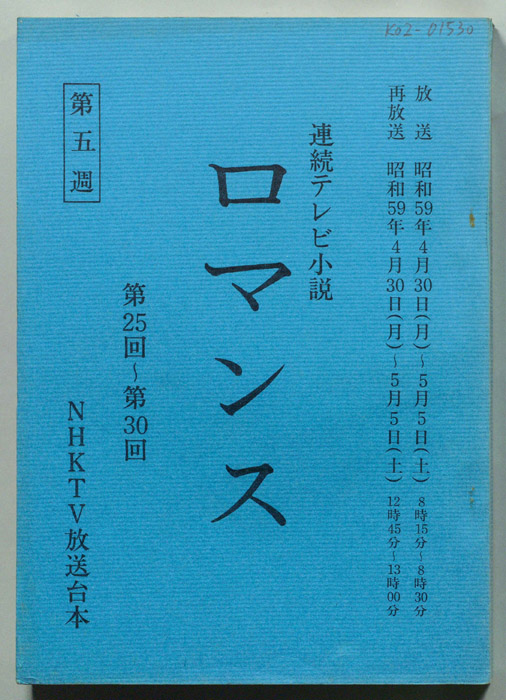 K02-01530
放送 昭和59年4月30日(月)~5月5日(土) 8時15分~8時30分
再放送 昭和59年4月30日(月)~5月5日(土) 12時45分~13時00分
連続テレビ小説
ロマンス
第25回~第30回
第五週
NHKTV放送台本